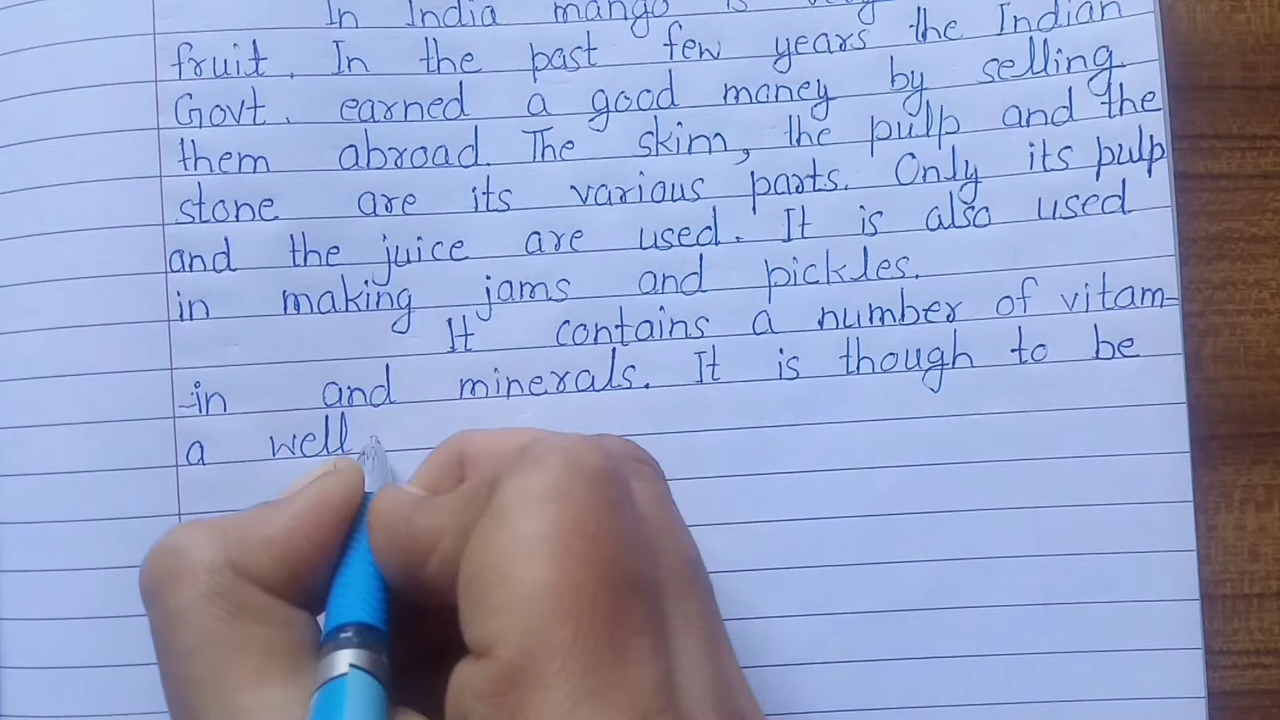 In India mango is
fruit. In the past few years the Indian
Govt. earned a good money by selling
them abroad. The skim, the pulp and the
stone are its various parts. Only its pulp
and the juice are used. It is also used
in making jams and pickles.
It contains a number of vitam-
-in and minerals. It is though to be
a well